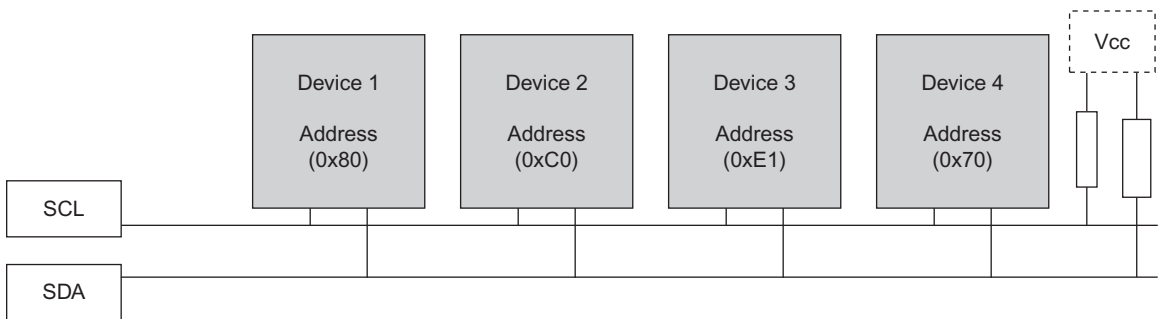 Vcc
Device 1
Address
(0x80)
Device 2
Address
(0xC0)
Device 3
Address
(0xE1)
Device 4
Address
(0x70)
SCL
SDA